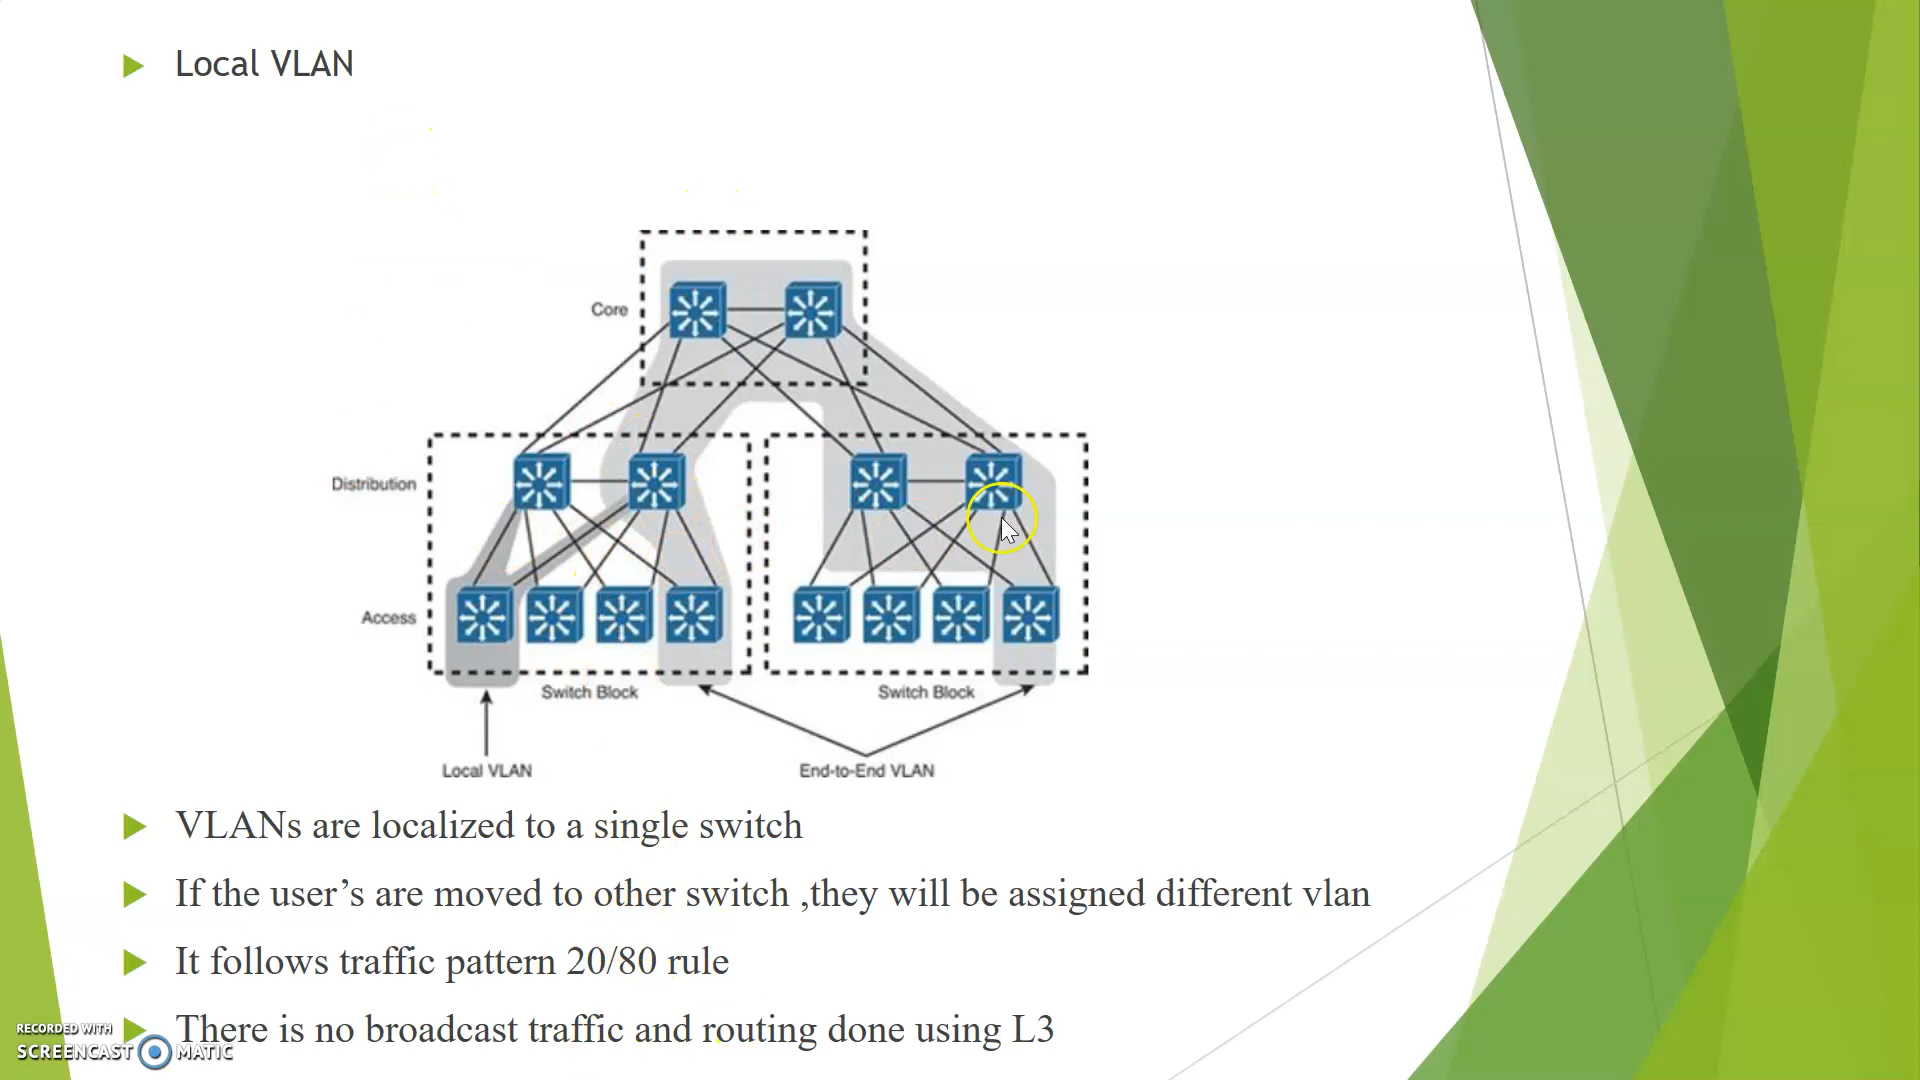 Local VLAN
Core
Distribution
Access
Switch Block
Switch Block
Local VLAN
End-to-End VLAN
VLANs are localized to a single switch
If the user’s are moved to other switch ,they will be assigned different vlan
It follows traffic pattern 20/80 rule
There is no broadcast traffic and routing done using L3
RECORDED WITH
SCREENCAST MATIC